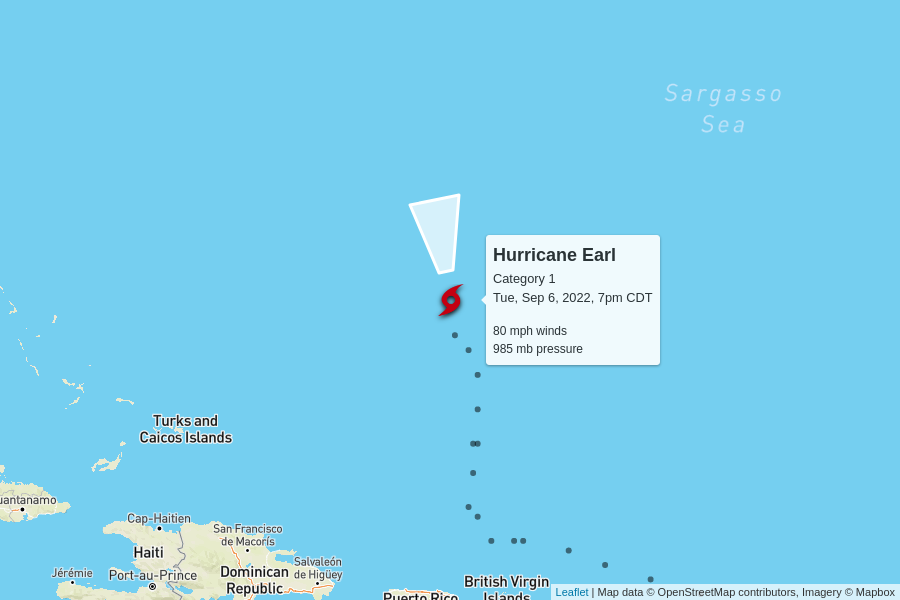 Sargasso
Sea
Hurricane Earl
Category 1
Tue, Sep 6, 2022, 7pm CDT
80 mph winds
985 mb pressure
Turks and
Caicos Islands
uantanamo
Cap-Haitien
San Francisco
de Macorís
Haiti
Salvaleón
de Higüey
Jérémie
Port-au-Prince
Dominican
Republic
British Virgin
Islands
Puerto Rico
Leaflet | Map data © OpenStreetMap contributors, Imagery © Mapbox